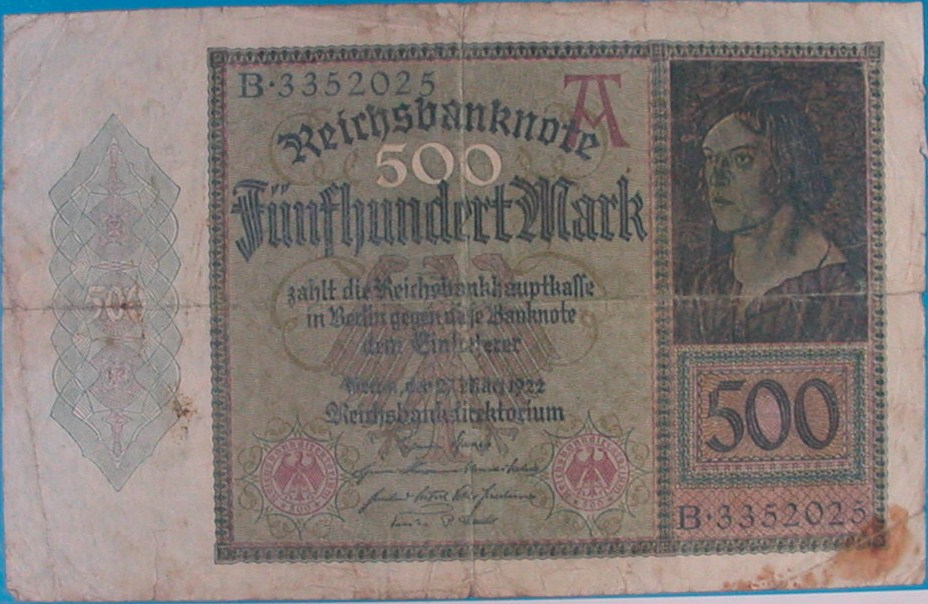 B·3352025
A
Reichsbanknote
500
Fünfhundert Mark
zahlt die Reichsbankhauptkasse
in Berlin gegen diese Banknote
dem Einlieferer
Berlin, den 27. März 1922
Reichsbankdirektorium
500
500
B·3352025